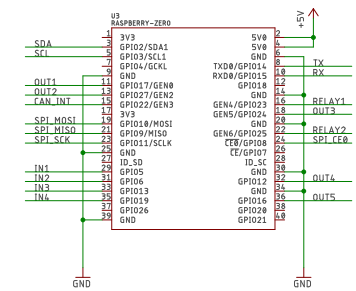 U3
RASPBERRY-ZERO
+5V
1 3V3 5V0 2
SDA 3 GPIO2/SDA1 5V0 4
SCL 5 GPIO3/SCL1 GND 6
7 GPIO4/GCKL TXD0/GPIO14 8 TX
9 GND RXD0/GPIO15 10 RX
OUT1 11 GPIO17/GEN0 GPIO18 12
OUT2 13 GPIO27/GEN2 GND 14
CAN_INT 15 GPIO22/GEN3 GEN4/GPIO23 16 RELAY1
17 3V3 GEN5/GPIO24 18 OUT3
SPI_MOSI 19 GPIO10/MOSI GND 20
SPI_MISO 21 GPIO9/MISO GEN6/GPIO25 22 RELAY2
SPI_SCK 23 GPIO11/SCLK CE0/GPIO8 24 SPI_CE0
25 GND CE/GPIO7 26
27 ID_SD ID_SC 28
IN1 29 GPIO5 GND 30
IN2 31 GPIO6 GPIO12 32 OUT4
IN3 33 GPIO13 GND 34
IN4 35 GPIO19 GPIO16 36 OUT5
37 GPIO26 GPIO20 38
39 GND GPIO21 40
GND GND